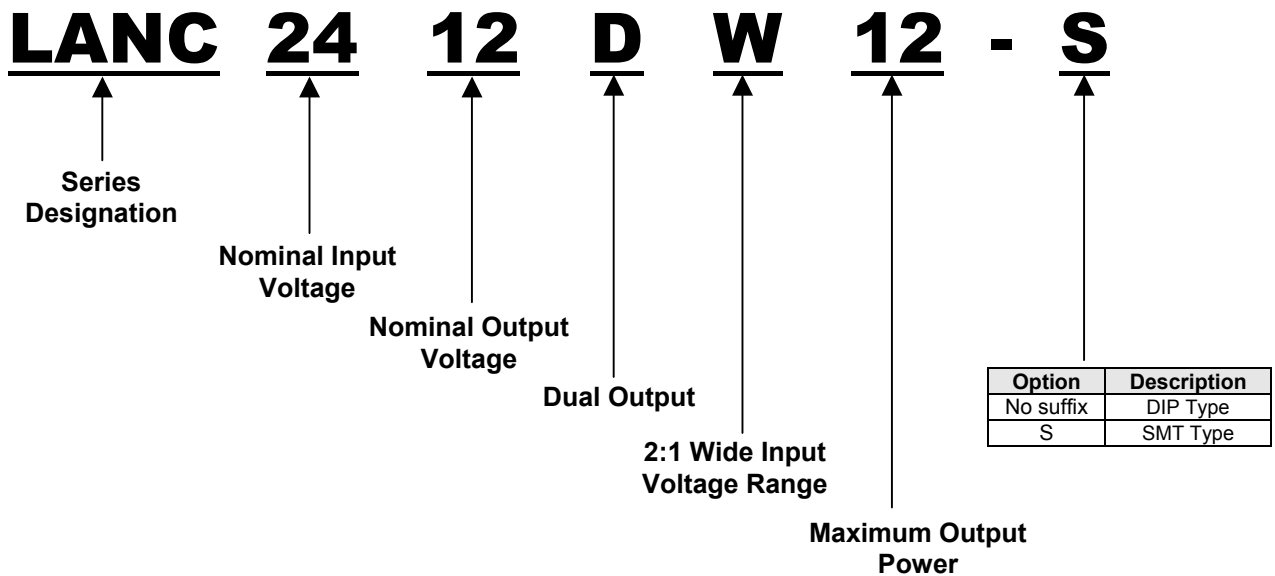 LANC 24 12 D W 12 - S
Series
Designation
Nominal Input
Voltage
Nominal Output
Voltage
Dual Output
2:1 Wide Input
Voltage Range
Maximum Output
Power
Option Description
No suffix DIP Type
S SMT Type